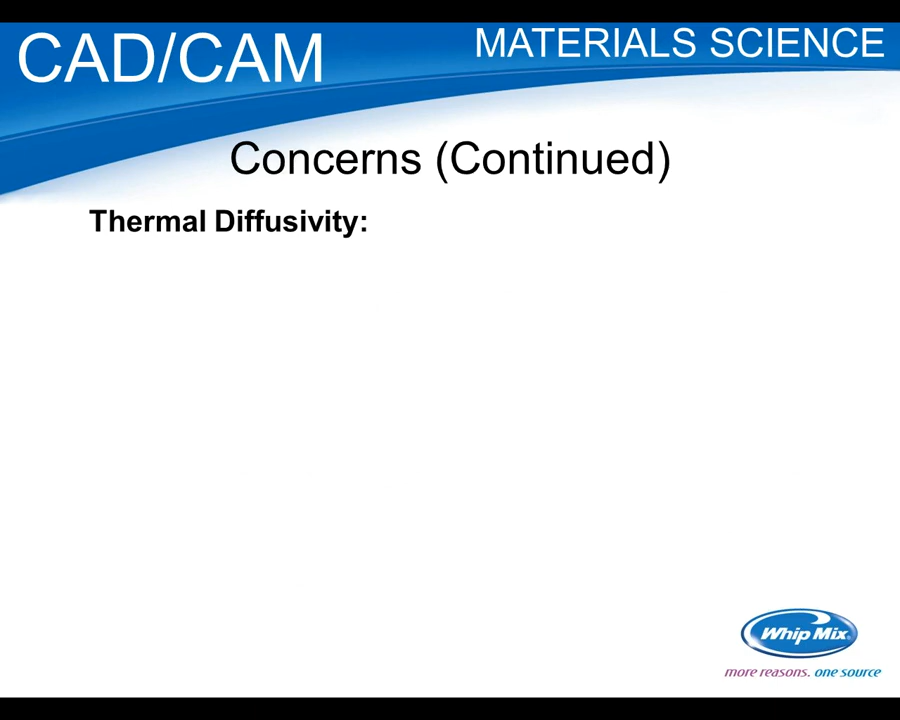 CAD/CAM
MATERIALS SCIENCE
Concerns (Continued)
Thermal Diffusivity:
Whip Mix®
more reasons. one source